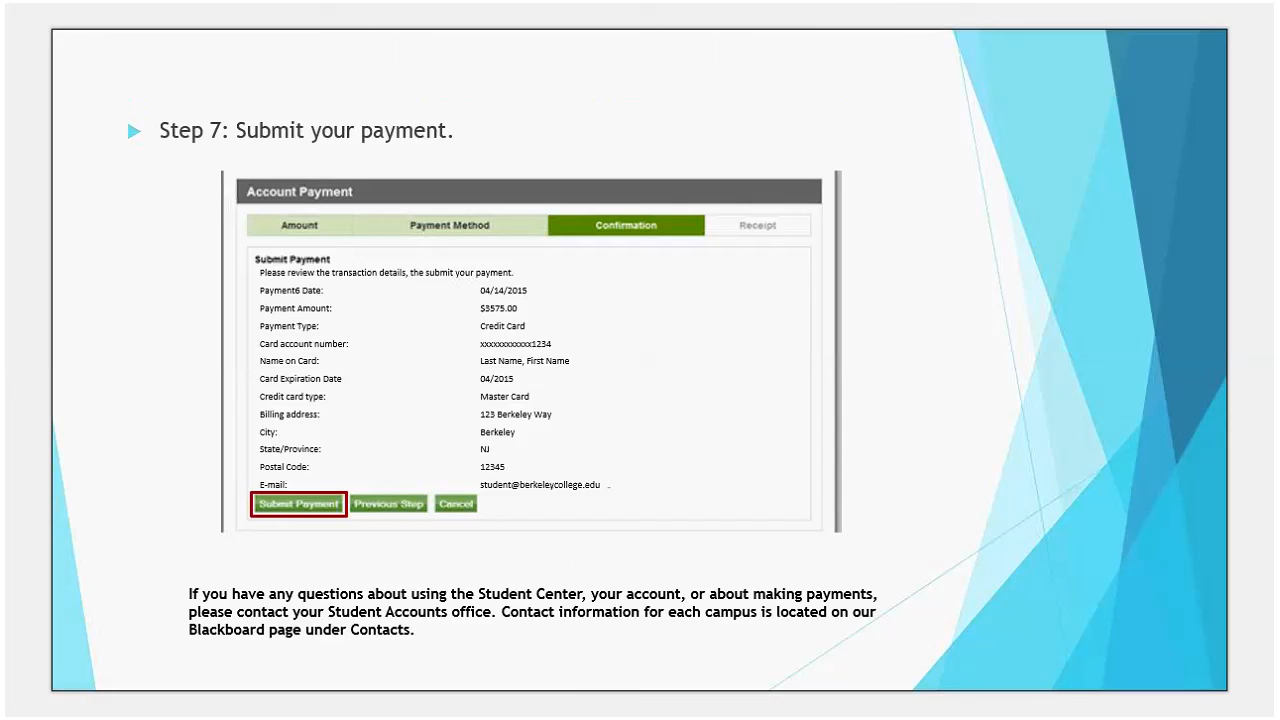 Step 7: Submit your payment.
Account Payment
Amount Payment Method Confirmation Receipt
Submit Payment
Please review the transaction details, the submit your payment.
Payment6 Date: 04/14/2015
Payment Amount: $3575.00
Payment Type: Credit Card
Card account number: xxxxxxxxxxxx1234
Name on Card: Last Name, First Name
Card Expiration Date 04/2015
Credit card type: Master Card
Billing address: 123 Berkeley Way
City: Berkeley
State/Province: NJ
Postal Code: 12345
E-mail: student@berkeleycollege.edu
Submit Payment Previous Step Cancel
If you have any questions about using the Student Center, your account, or about making payments,
please contact your Student Accounts office. Contact information for each campus is located on our
Blackboard page under Contacts.